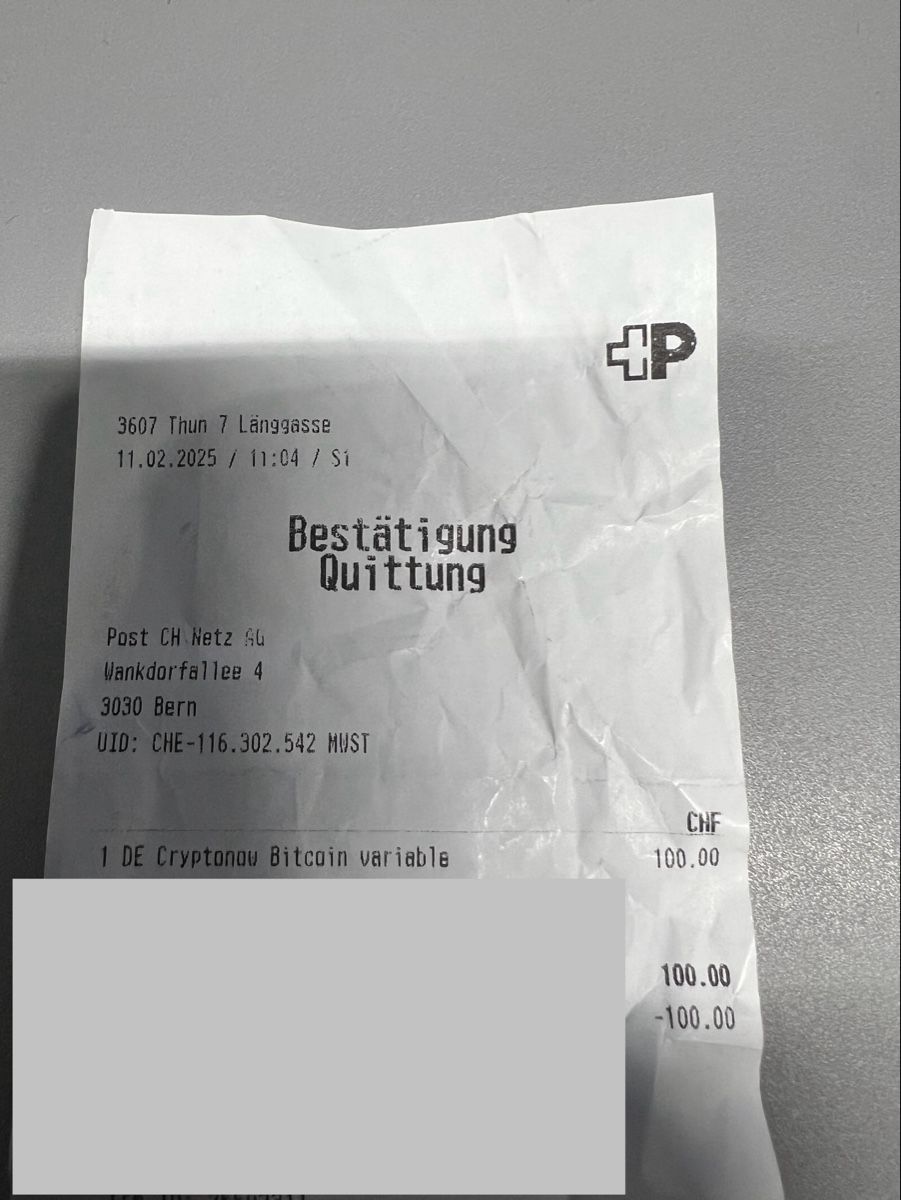 P
3607 Thun 7 Länggasse
11.02.2025 / 11:04 / S1
Bestätigung
Quittung
Post CH Netz AG
Wankdorfallee 4
3030 Bern
UID: CHE-116.302.542 MWST
CHF
1 DE Cryptonow Bitcoin variable 100.00
100.00
-100.00